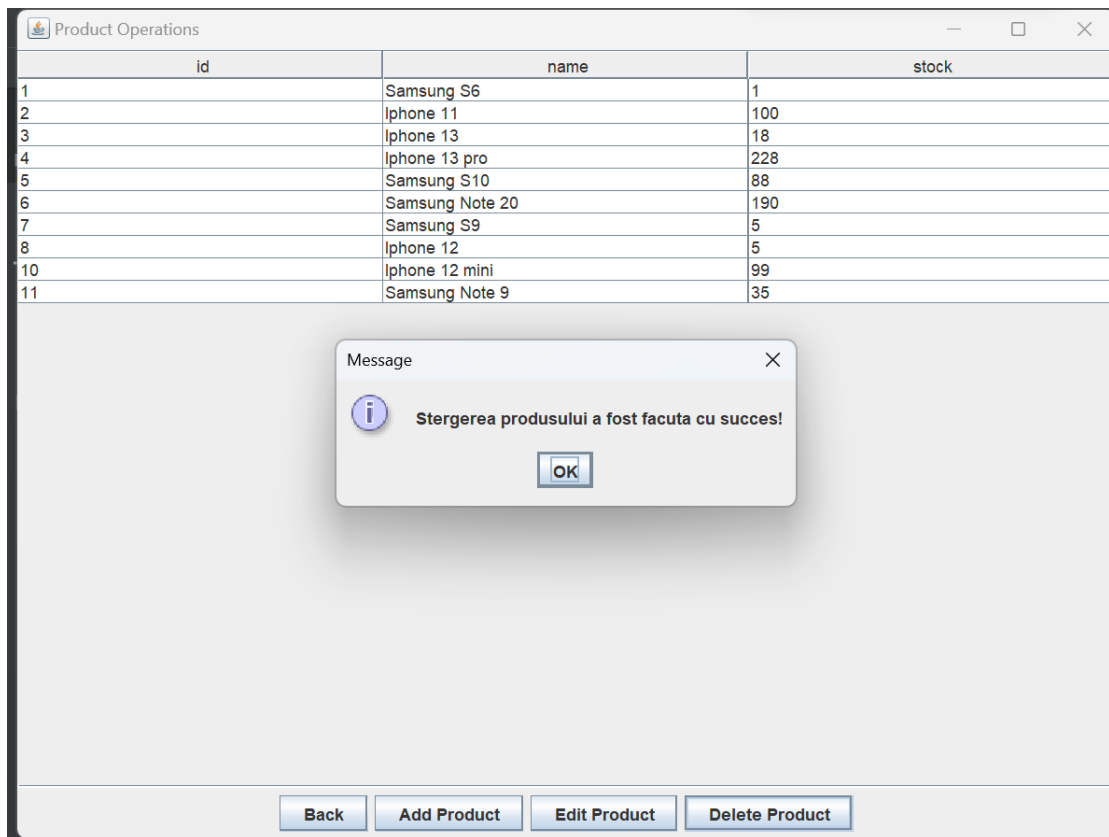 Product Operations
id name stock
1 Samsung S6 1
2 Iphone 11 100
3 Iphone 13 18
4 Iphone 13 pro 228
5 Samsung S10 88
6 Samsung Note 20 190
7 Samsung S9 5
8 Iphone 12 5
10 Iphone 12 mini 99
11 Samsung Note 9 35
Message
Stergerea produsului a fost facuta cu succes!
OK
Back Add Product Edit Product Delete Product